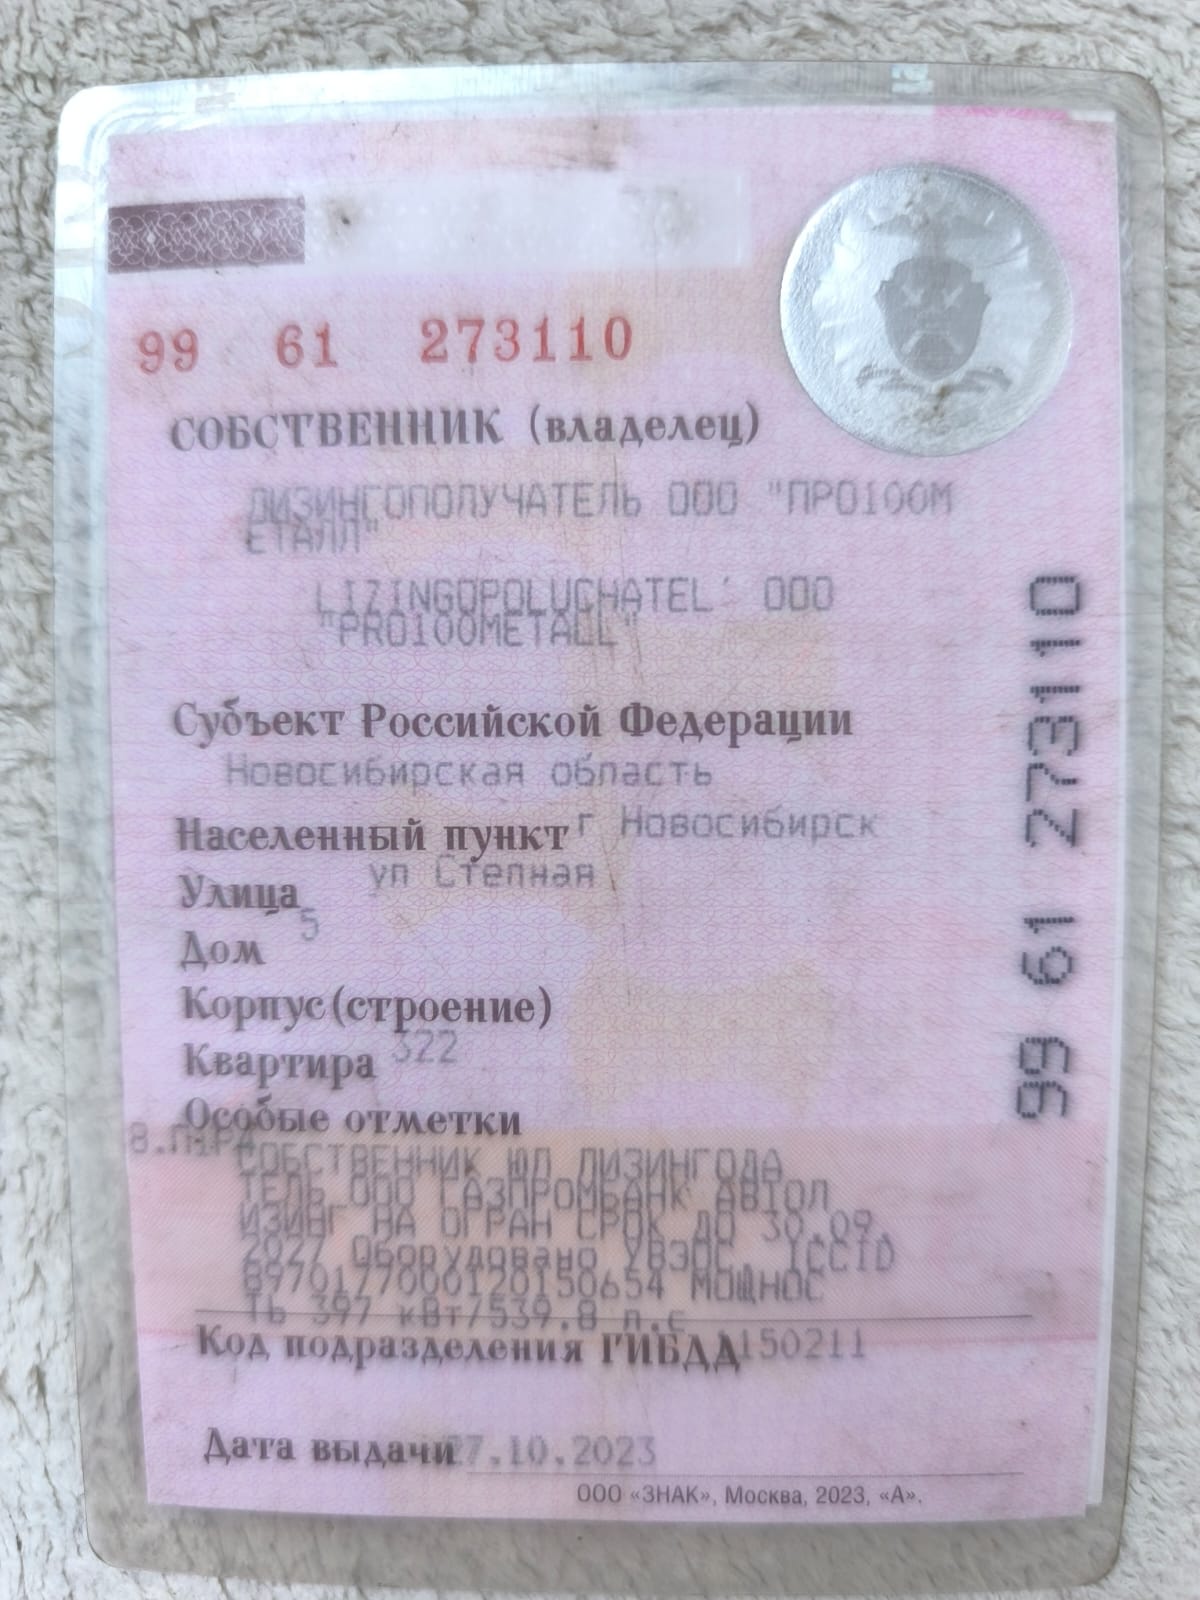 99 61 273110
СОБСТВЕННИК (владелец)
ЛИЗИНГОПОЛУЧАТЕЛЬ ООО "ПРО100М
ЕТАЛЛ"
LIZINGOPOLUCHATEL' OOO
"PRO100METALL"
Субъект Российской Федерации
Новосибирская область
Населенный пункт г Новосибирск
Улица ул Степная
Дом 5
Корпус(строение)
Квартира 322
Особые отметки
СОБСТВЕННИК ЮЛ ЛИЗИНГОДА
ТЕЛЬ ООО ГАЗПРОМБАНК АВТОЛ
ИЗИНГ НА ОГРАН СРОК ДО 30.09.
2027 Оборудовано УВЭОС, ICCID
8970177000120150654 МОЩНОС
ТЬ 397 кВт/539.8 л.с
Код подразделения ГИБДД 1150211
Дата выдачи 27.10.2023
ООО «ЗНАК», Москва, 2023, «А».
99 61 273110